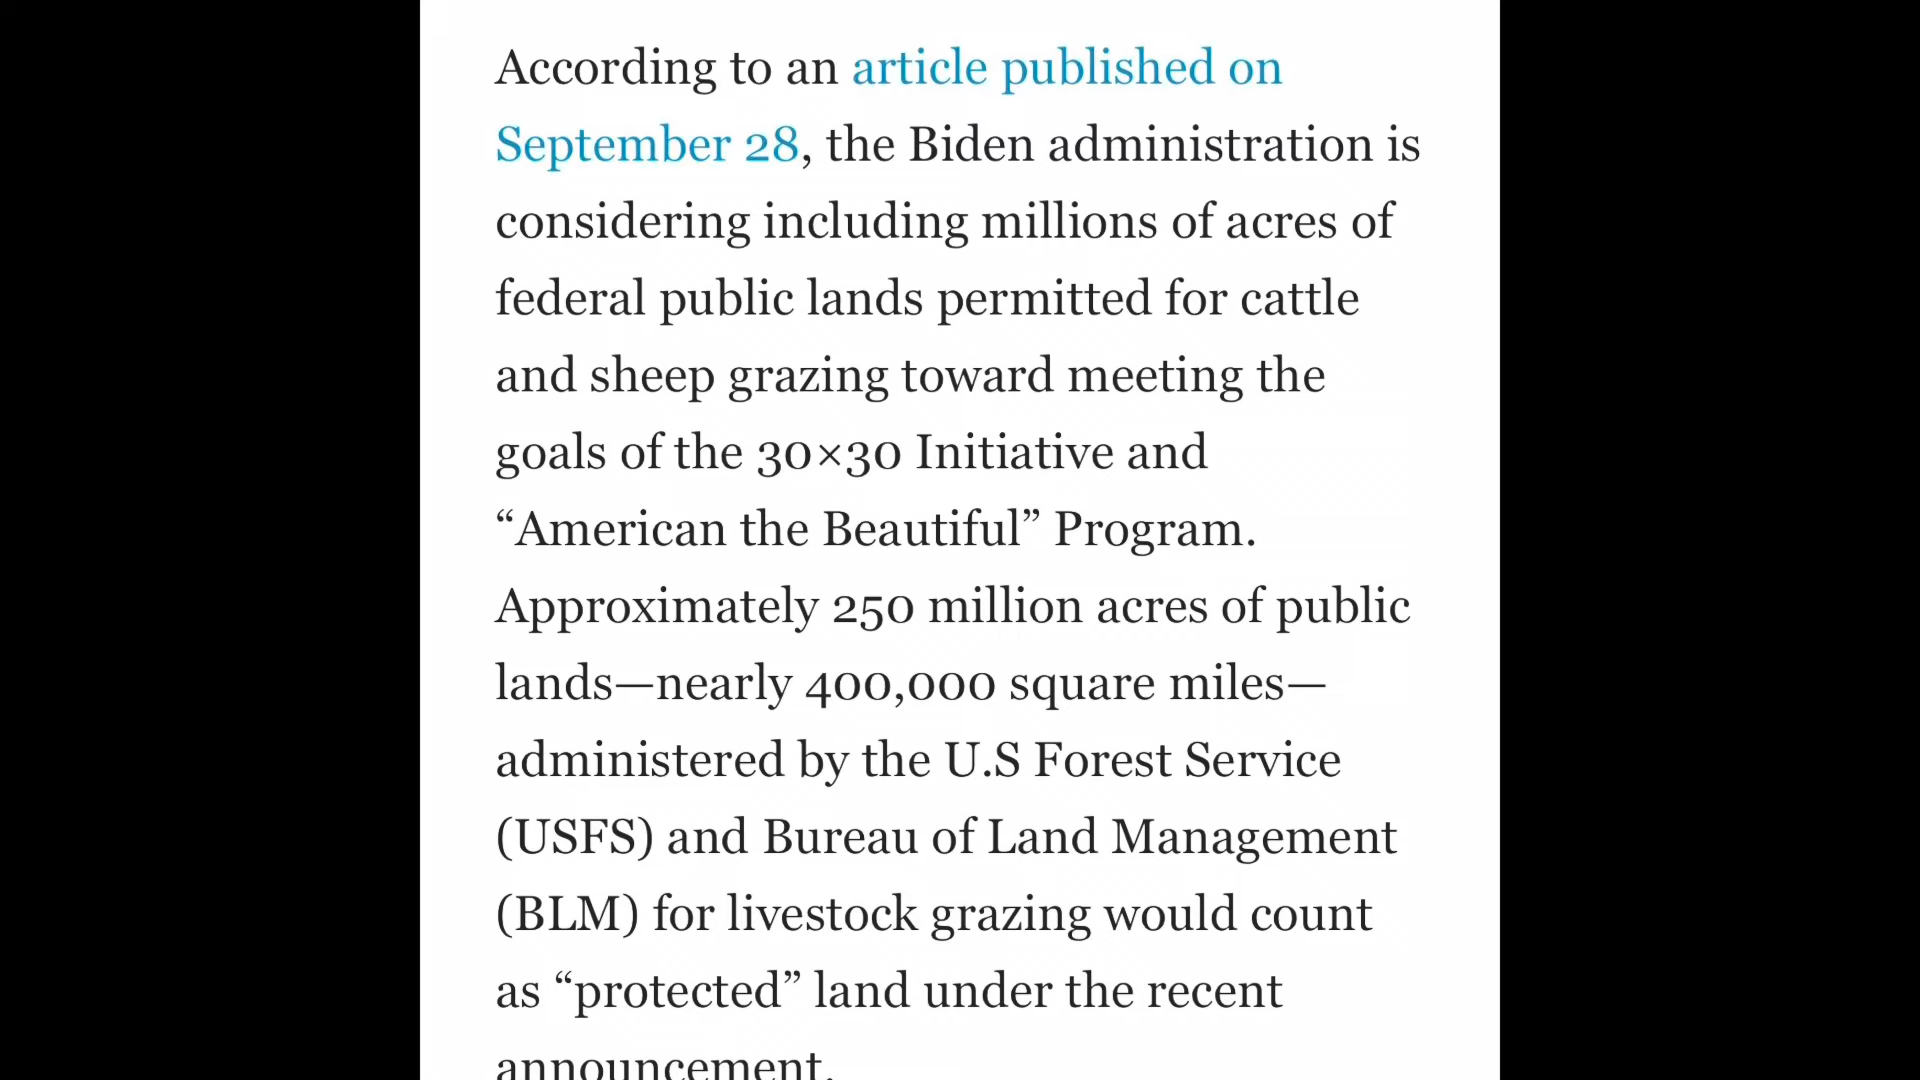 According to an article published on
September 28, the Biden administration is
considering including millions of acres of
federal public lands permitted for cattle
and sheep grazing toward meeting the
goals of the 30×30 Initiative and
“American the Beautiful” Program.
Approximately 250 million acres of public
lands—nearly 400,000 square miles—
administered by the U.S Forest Service
(USFS) and Bureau of Land Management
(BLM) for livestock grazing would count
as “protected” land under the recent
announcement.